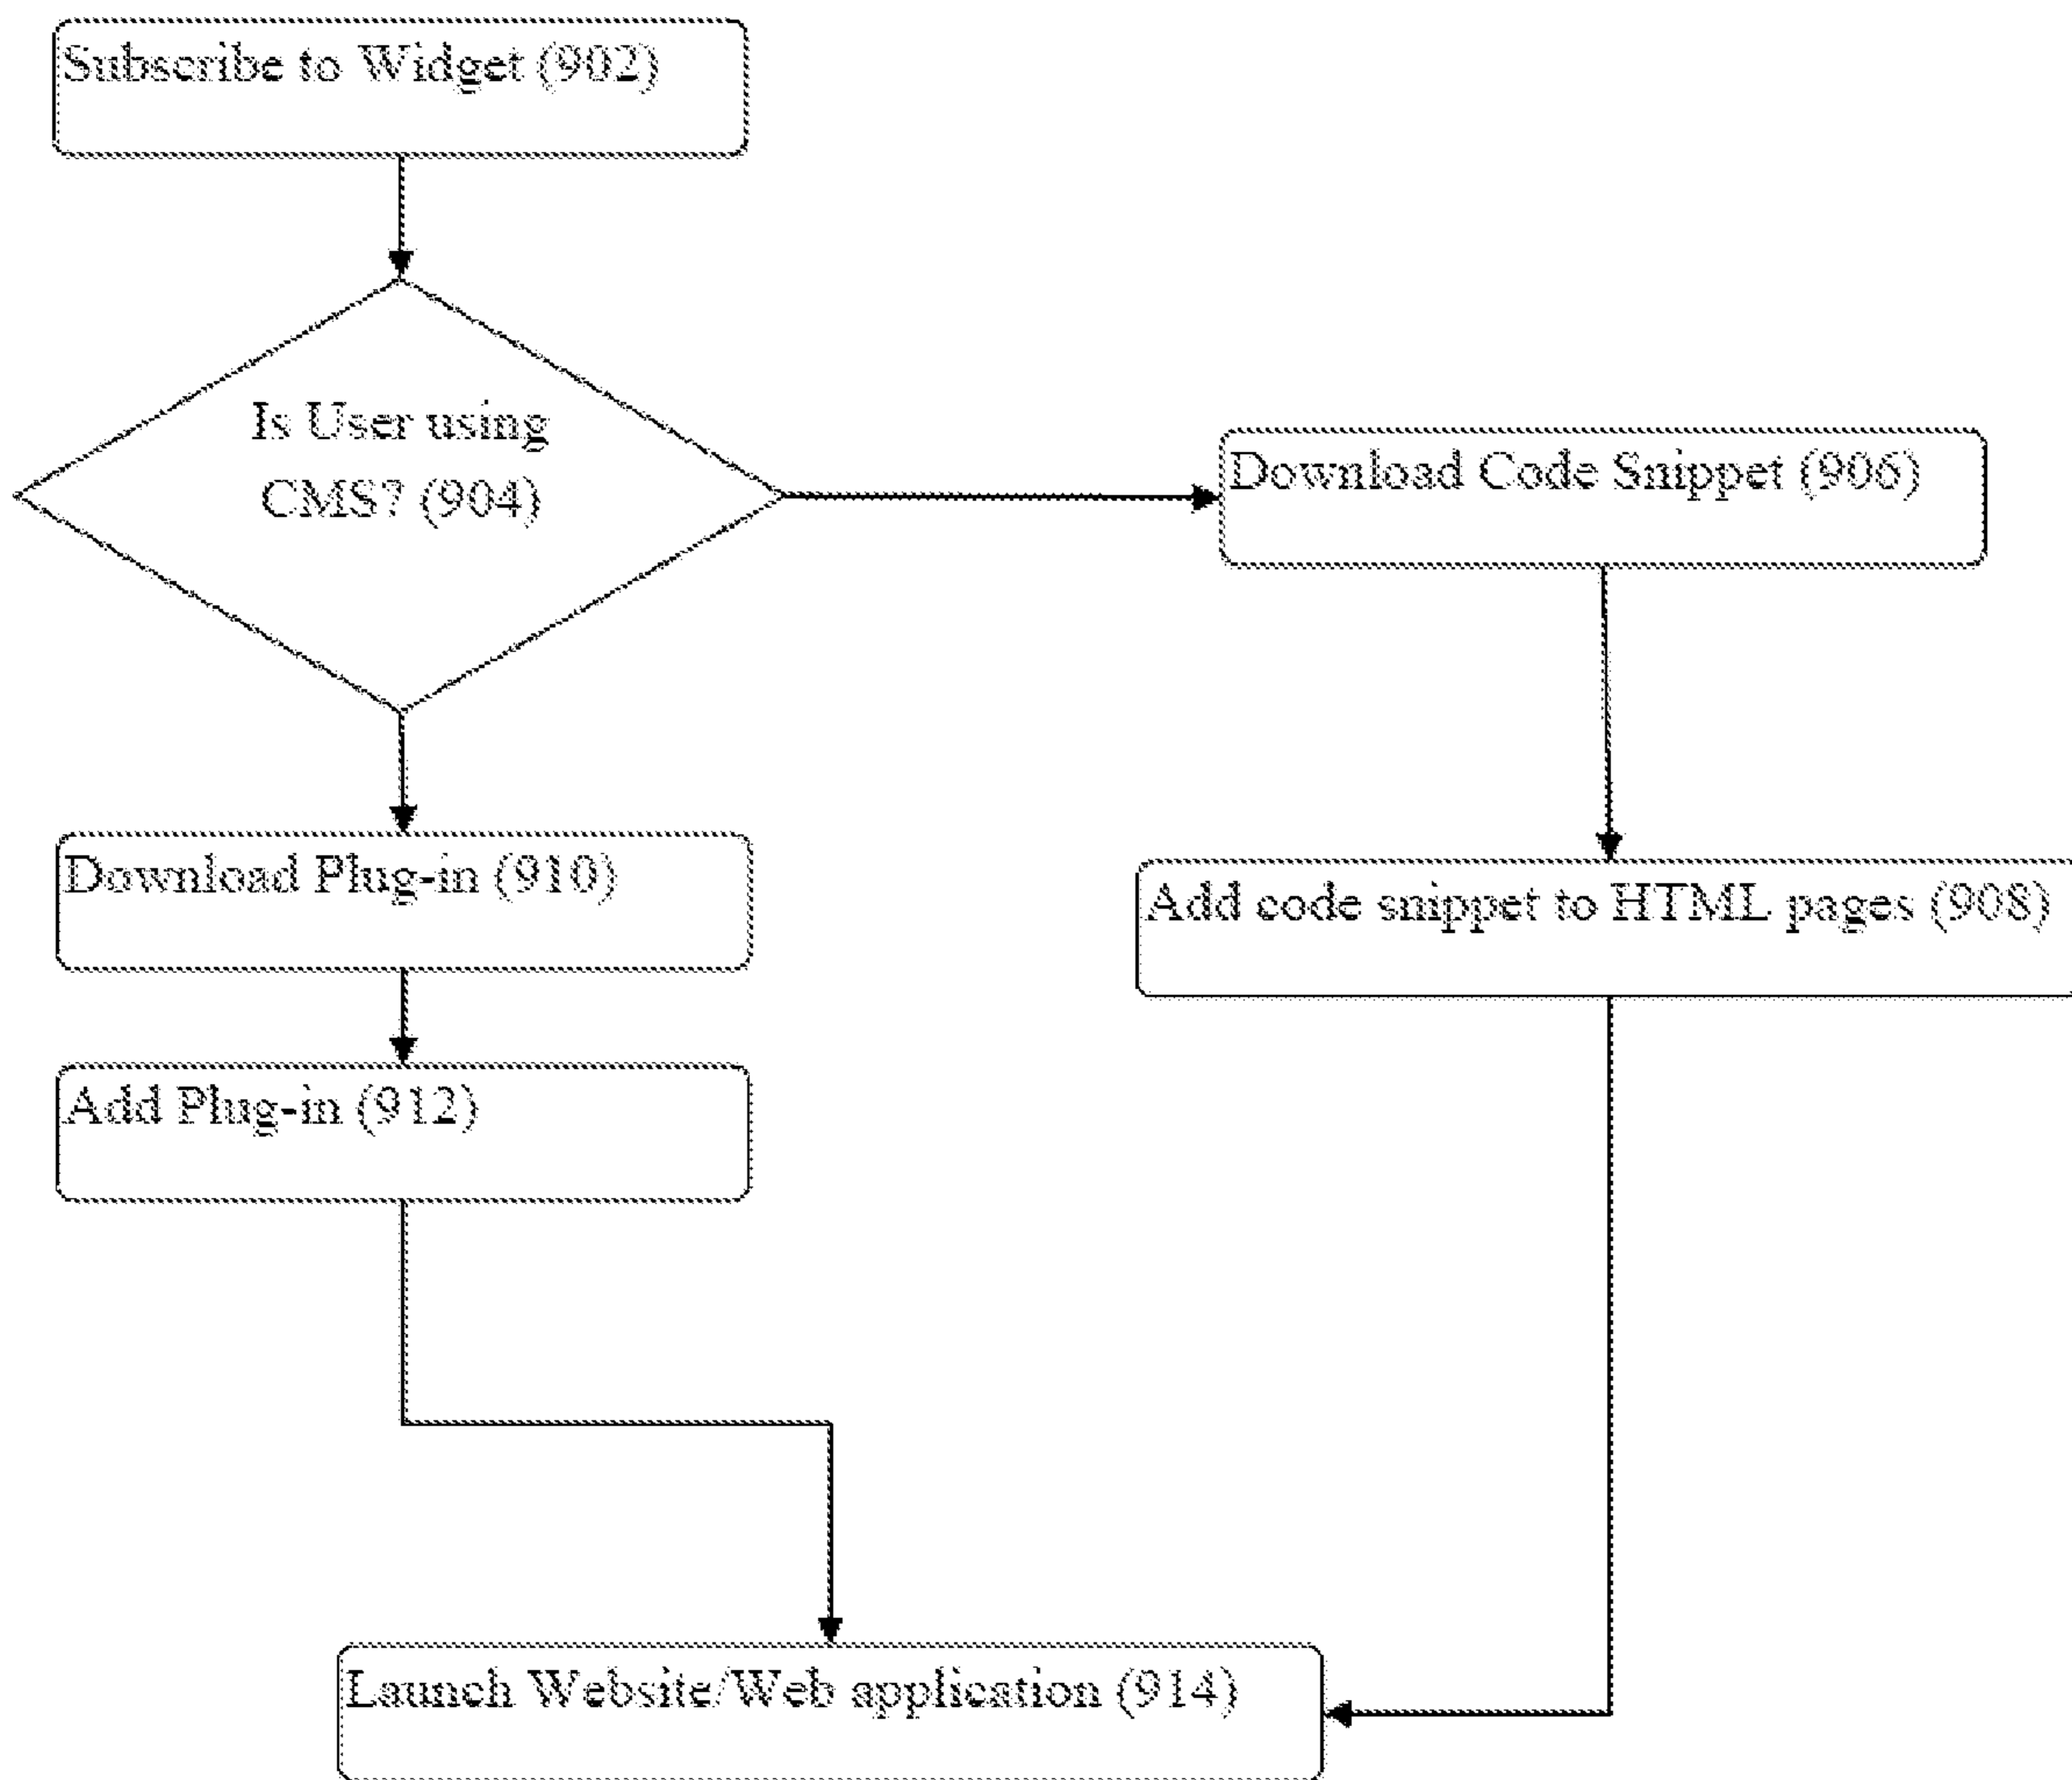 Subscribe to Widget (902)
Is User using
CMS? (904)
Download Code Snippet (906)
Download Plug-in (910)
Add code snippet to HTML pages (908)
Add Plug-in (912)
Launch Website/Web application (914)